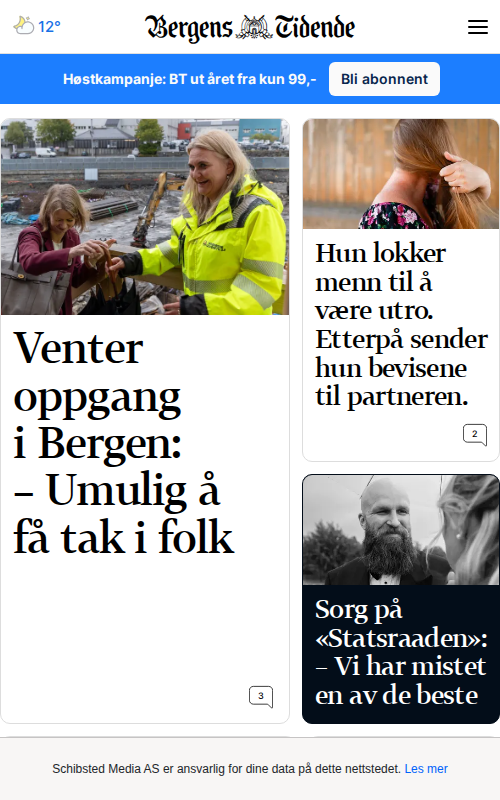 12°
Bergens Tidende
Høstkampanje: BT ut året fra kun 99,-
Bli abonnent
Venter
oppgang
i Bergen:
– Umulig å
få tak i folk
3
Hun lokker
menn til å
være utro.
Etterpå sender
hun bevisene
til partneren.
2
Sorg på
«Statsraaden»:
– Vi har mistet
en av de beste
Schibsted Media AS er ansvarlig for dine data på dette nettstedet. Les mer